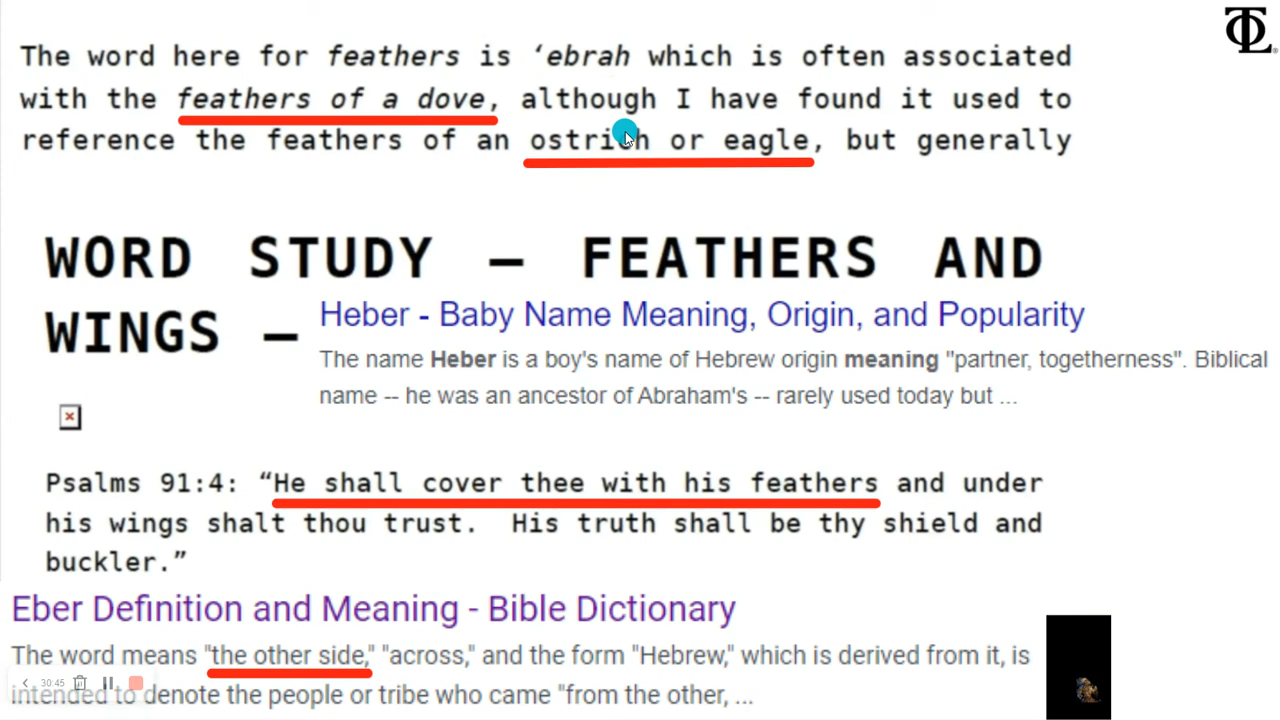 The word here for feathers is ‘ebrah which is often associated
with the feathers of a dove, although I have found it used to
reference the feathers of an ostrich or eagle, but generally
WORD STUDY – FEATHERS AND
WINGS –
Heber - Baby Name Meaning, Origin, and Popularity
The name Heber is a boy's name of Hebrew origin meaning "partner, togetherness". Biblical
name -- he was an ancestor of Abraham's -- rarely used today but ...
Psalms 91:4: “He shall cover thee with his feathers and under
his wings shalt thou trust. His truth shall be thy shield and
buckler.”
Eber Definition and Meaning - Bible Dictionary
The word means "the other side," "across," and the form "Hebrew," which is derived from it, is
30:45
intended to denote the people or tribe who came "from the other, ...